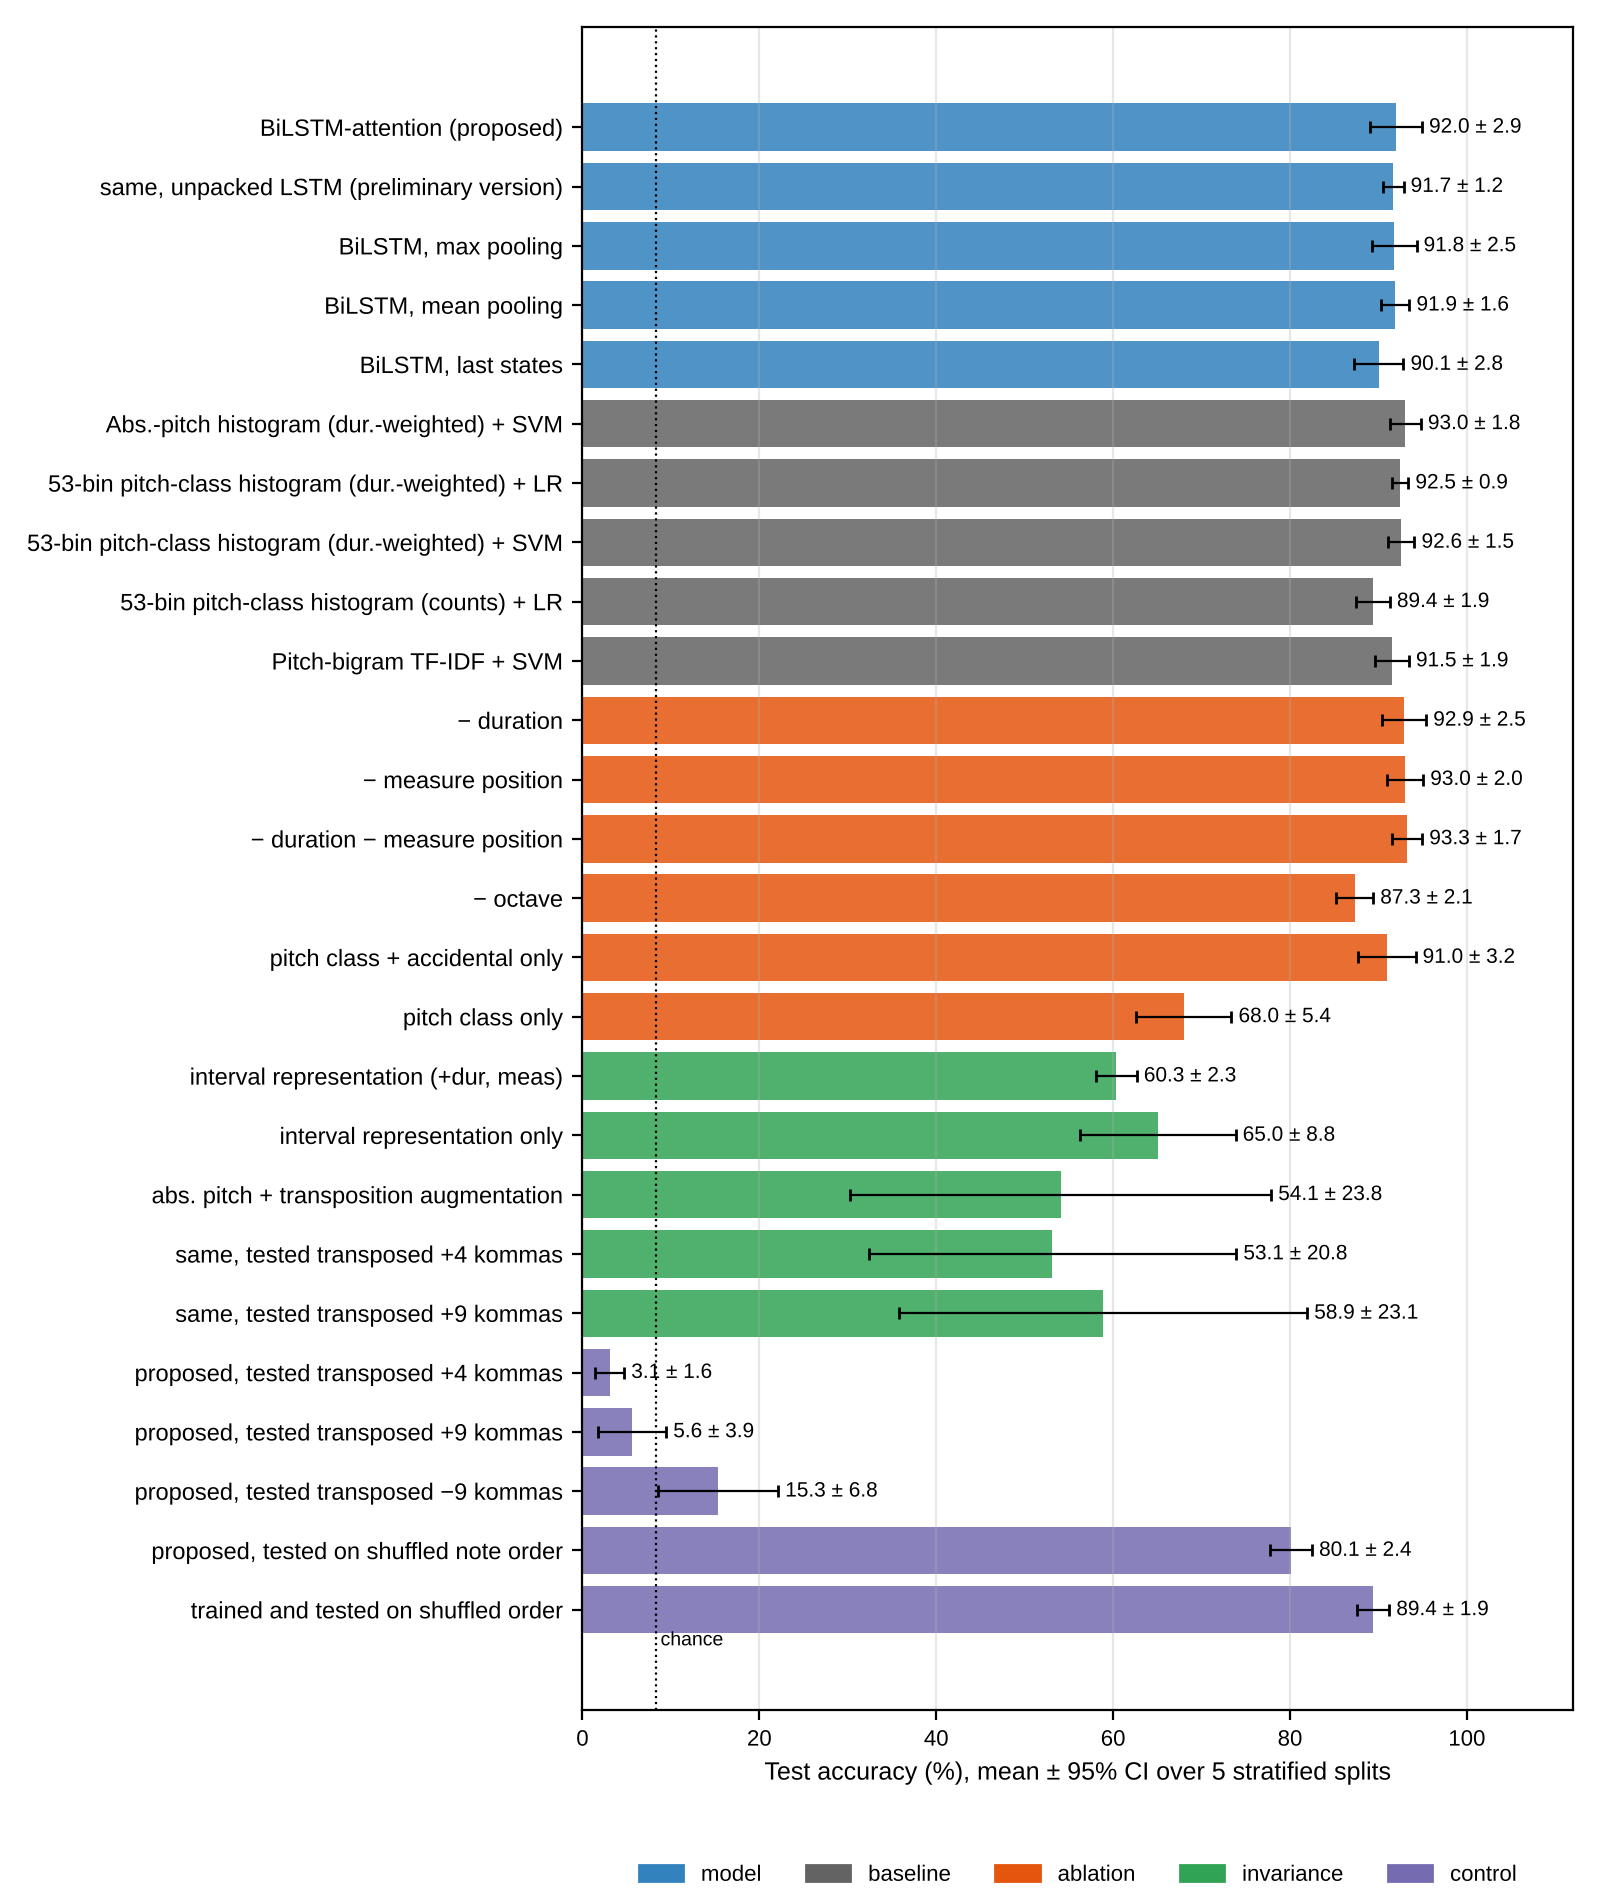 BiLSTM-attention (proposed) 92.0 ± 2.9
same, unpacked LSTM (preliminary version) 91.7 ± 1.2
BiLSTM, max pooling 91.8 ± 2.5
BiLSTM, mean pooling 91.9 ± 1.6
BiLSTM, last states 90.1 ± 2.8
Abs.-pitch histogram (dur.-weighted) + SVM 93.0 ± 1.8
53-bin pitch-class histogram (dur.-weighted) + LR 92.5 ± 0.9
53-bin pitch-class histogram (dur.-weighted) + SVM 92.6 ± 1.5
53-bin pitch-class histogram (counts) + LR 89.4 ± 1.9
Pitch-bigram TF-IDF + SVM 91.5 ± 1.9
− duration 92.9 ± 2.5
− measure position 93.0 ± 2.0
− duration − measure position 93.3 ± 1.7
− octave 87.3 ± 2.1
pitch class + accidental only 91.0 ± 3.2
pitch class only 68.0 ± 5.4
interval representation (+dur, meas) 60.3 ± 2.3
interval representation only 65.0 ± 8.8
abs. pitch + transposition augmentation 54.1 ± 23.8
same, tested transposed +4 kommas 53.1 ± 20.8
same, tested transposed +9 kommas 58.9 ± 23.1
proposed, tested transposed +4 kommas 3.1 ± 1.6
proposed, tested transposed +9 kommas 5.6 ± 3.9
proposed, tested transposed −9 kommas 15.3 ± 6.8
proposed, tested on shuffled note order 80.1 ± 2.4
trained and tested on shuffled order 89.4 ± 1.9
chance
0 20 40 60 80 100
Test accuracy (%), mean ± 95% CI over 5 stratified splits
model baseline ablation invariance control